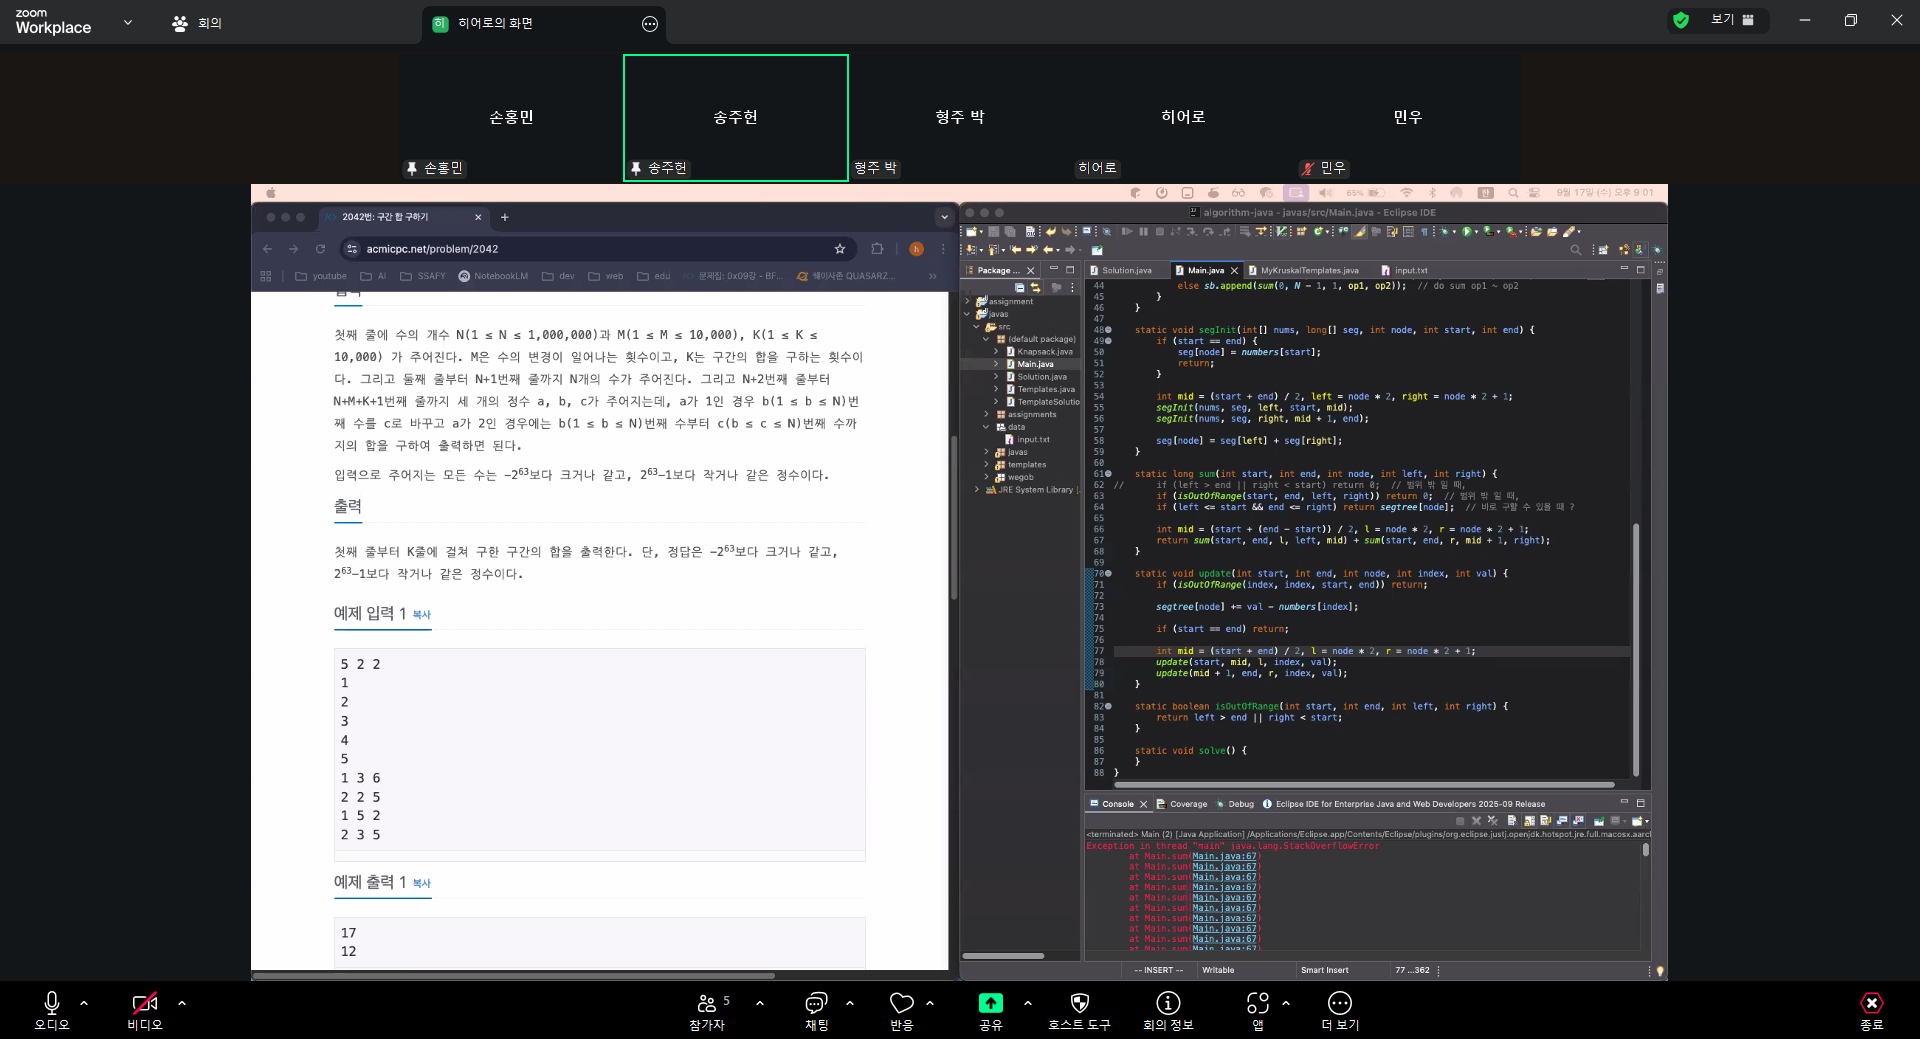 zoom
Workplace
회의
히 히어로의 화면
보기
손홍민
송주헌
형주 박
히어로
민우
손홍민
송주헌
형주 박
히어로
민우
65%
한
9월 17일 (수) 오후 9:01
2042번: 구간 합 구하기
acmicpc.net/problem/2042
h
youtube
AI
SSAFY
NotebookLM
dev
web
edu
문제집: 0x09강 - BF...
퀘이사존 QUASARZ...
첫째 줄에 수의 개수 N(1 ≤ N ≤ 1,000,000)과 M(1 ≤ M ≤ 10,000), K(1 ≤ K ≤
10,000) 가 주어진다. M은 수의 변경이 일어나는 횟수이고, K는 구간의 합을 구하는 횟수이
다. 그리고 둘째 줄부터 N+1번째 줄까지 N개의 수가 주어진다. 그리고 N+2번째 줄부터
N+M+K+1번째 줄까지 세 개의 정수 a, b, c가 주어지는데, a가 1인 경우 b(1 ≤ b ≤ N)번
째 수를 c로 바꾸고 a가 2인 경우에는 b(1 ≤ b ≤ N)번째 수부터 c(b ≤ c ≤ N)번째 수까
지의 합을 구하여 출력하면 된다.
입력으로 주어지는 모든 수는 -2⁶³보다 크거나 같고, 2⁶³-1보다 작거나 같은 정수이다.
출력
첫째 줄부터 K줄에 걸쳐 구한 구간의 합을 출력한다. 단, 정답은 -2⁶³보다 크거나 같고,
2⁶³-1보다 작거나 같은 정수이다.
예제 입력 1 복사
5 2 2
1
2
3
4
5
1 3 6
2 2 5
1 5 2
2 3 5
예제 출력 1 복사
17
12
algorithm-java - javas/src/Main.java - Eclipse IDE
Package ...
assignment
javas
src
(default package)
Knapsack.java
Main.java
Solution.java
Templates.java
TemplateSolutio
assignments
data
input.txt
javas
templates
wegob
JRE System Library [
Solution.java
Main.java
MyKruskalTemplates.java
input.txt
44 else sb.append(sum(0, N - 1, 1, op1, op2)); // do sum op1 ~ op2
45 }
46 }
47
48 static void segInit(int[] nums, long[] seg, int node, int start, int end) {
49 if (start == end) {
50 seg[node] = numbers[start];
51 return;
52 }
53
54 int mid = (start + end) / 2, left = node * 2, right = node * 2 + 1;
55 segInit(nums, seg, left, start, mid);
56 segInit(nums, seg, right, mid + 1, end);
57
58 seg[node] = seg[left] + seg[right];
59 }
60
61 static long sum(int start, int end, int node, int left, int right) {
62 // if (left > end || right < start) return 0; // 범위 밖 일 때,
63 if (isOutOfRange(start, end, left, right)) return 0; // 범위 밖 일 때,
64 if (left <= start && end <= right) return segtree[node]; // 바로 구할 수 있을 때 ?
65
66 int mid = (start + (end - start)) / 2, l = node * 2, r = node * 2 + 1;
67 return sum(start, end, l, left, mid) + sum(start, end, r, mid + 1, right);
68 }
69
70 static void update(int start, int end, int node, int index, int val) {
71 if (isOutOfRange(index, index, start, end)) return;
72
73 segtree[node] += val - numbers[index];
74
75 if (start == end) return;
76
77 int mid = (start + end) / 2, l = node * 2, r = node * 2 + 1;
78 update(start, mid, l, index, val);
79 update(mid + 1, end, r, index, val);
80 }
81
82 static boolean isOutOfRange(int start, int end, int left, int right) {
83 return left > end || right < start;
84 }
85
86 static void solve() {
87 }
88 }
Console
Coverage
Debug
Eclipse IDE for Enterprise Java and Web Developers 2025-09 Release
<terminated> Main (2) [Java Application] /Applications/Eclipse.app/Contents/Eclipse/plugins/org.eclipse.justj.openjdk.hotspot.jre.full.macosx.aarc
Exception in thread "main" java.lang.StackOverflowError
at Main.sum(Main.java:67)
at Main.sum(Main.java:67)
at Main.sum(Main.java:67)
at Main.sum(Main.java:67)
at Main.sum(Main.java:67)
at Main.sum(Main.java:67)
at Main.sum(Main.java:67)
at Main.sum(Main.java:67)
at Main.sum(Main.java:67)
at Main.sum(Main.java:67)
-- INSERT --
Writable
Smart Insert
77 ...362
오디오
비디오
참가자 5
채팅
반응
공유
호스트 도구
회의 정보
앱
더 보기
종료